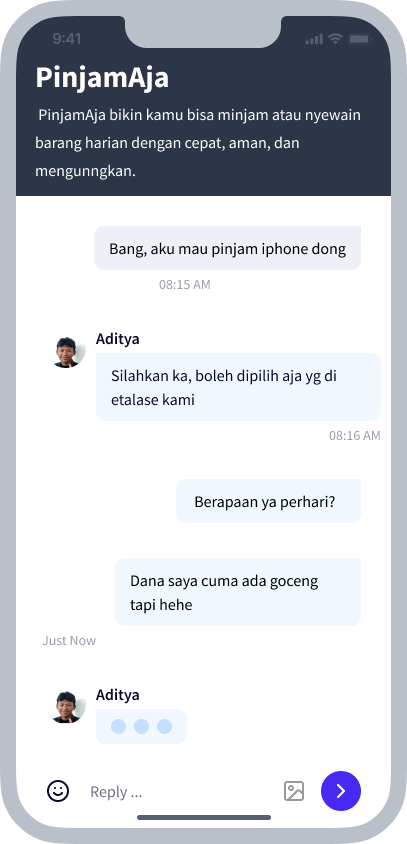 9:41
PinjamAja
PinjamAja bikin kamu bisa minjam atau nyewain
barang harian dengan cepat, aman, dan
mengunngkan.
Bang, aku mau pinjam iphone dong
08:15 AM
Aditya
Silahkan ka, boleh dipilih aja yg di
etalase kami
08:16 AM
Berapaan ya perhari?
Dana saya cuma ada goceng
tapi hehe
Just Now
Aditya
Reply ...